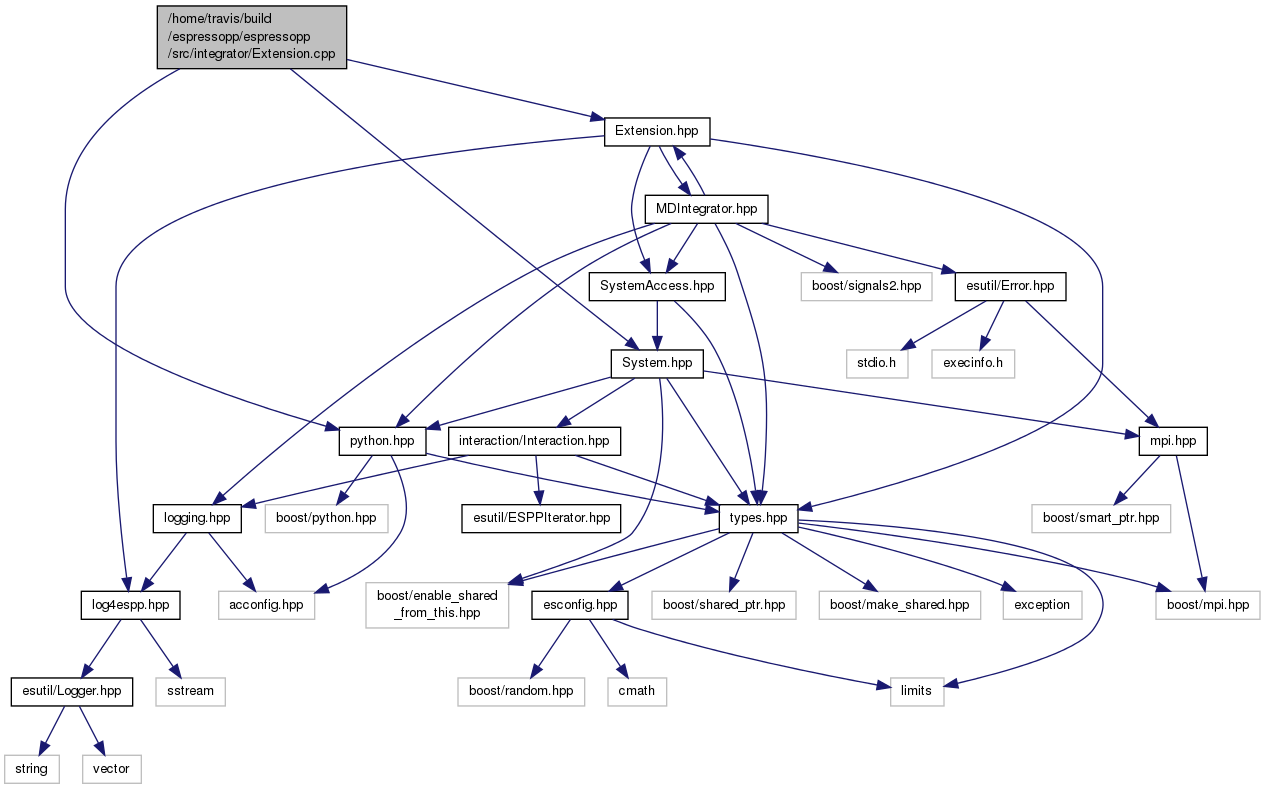 /home/travis/build
/espressopp/espressopp
/src/integrator/Extension.cpp
Extension.hpp
MDIntegrator.hpp
SystemAccess.hpp
boost/signals2.hpp
esutil/Error.hpp
System.hpp
stdio.h
execinfo.h
python.hpp
interaction/Interaction.hpp
mpi.hpp
logging.hpp
boost/python.hpp
esutil/ESPPIterator.hpp
types.hpp
boost/smart_ptr.hpp
log4espp.hpp
acconfig.hpp
boost/enable_shared
_from_this.hpp
esconfig.hpp
boost/shared_ptr.hpp
boost/make_shared.hpp
exception
boost/mpi.hpp
esutil/Logger.hpp
sstream
boost/random.hpp
cmath
limits
string
vector